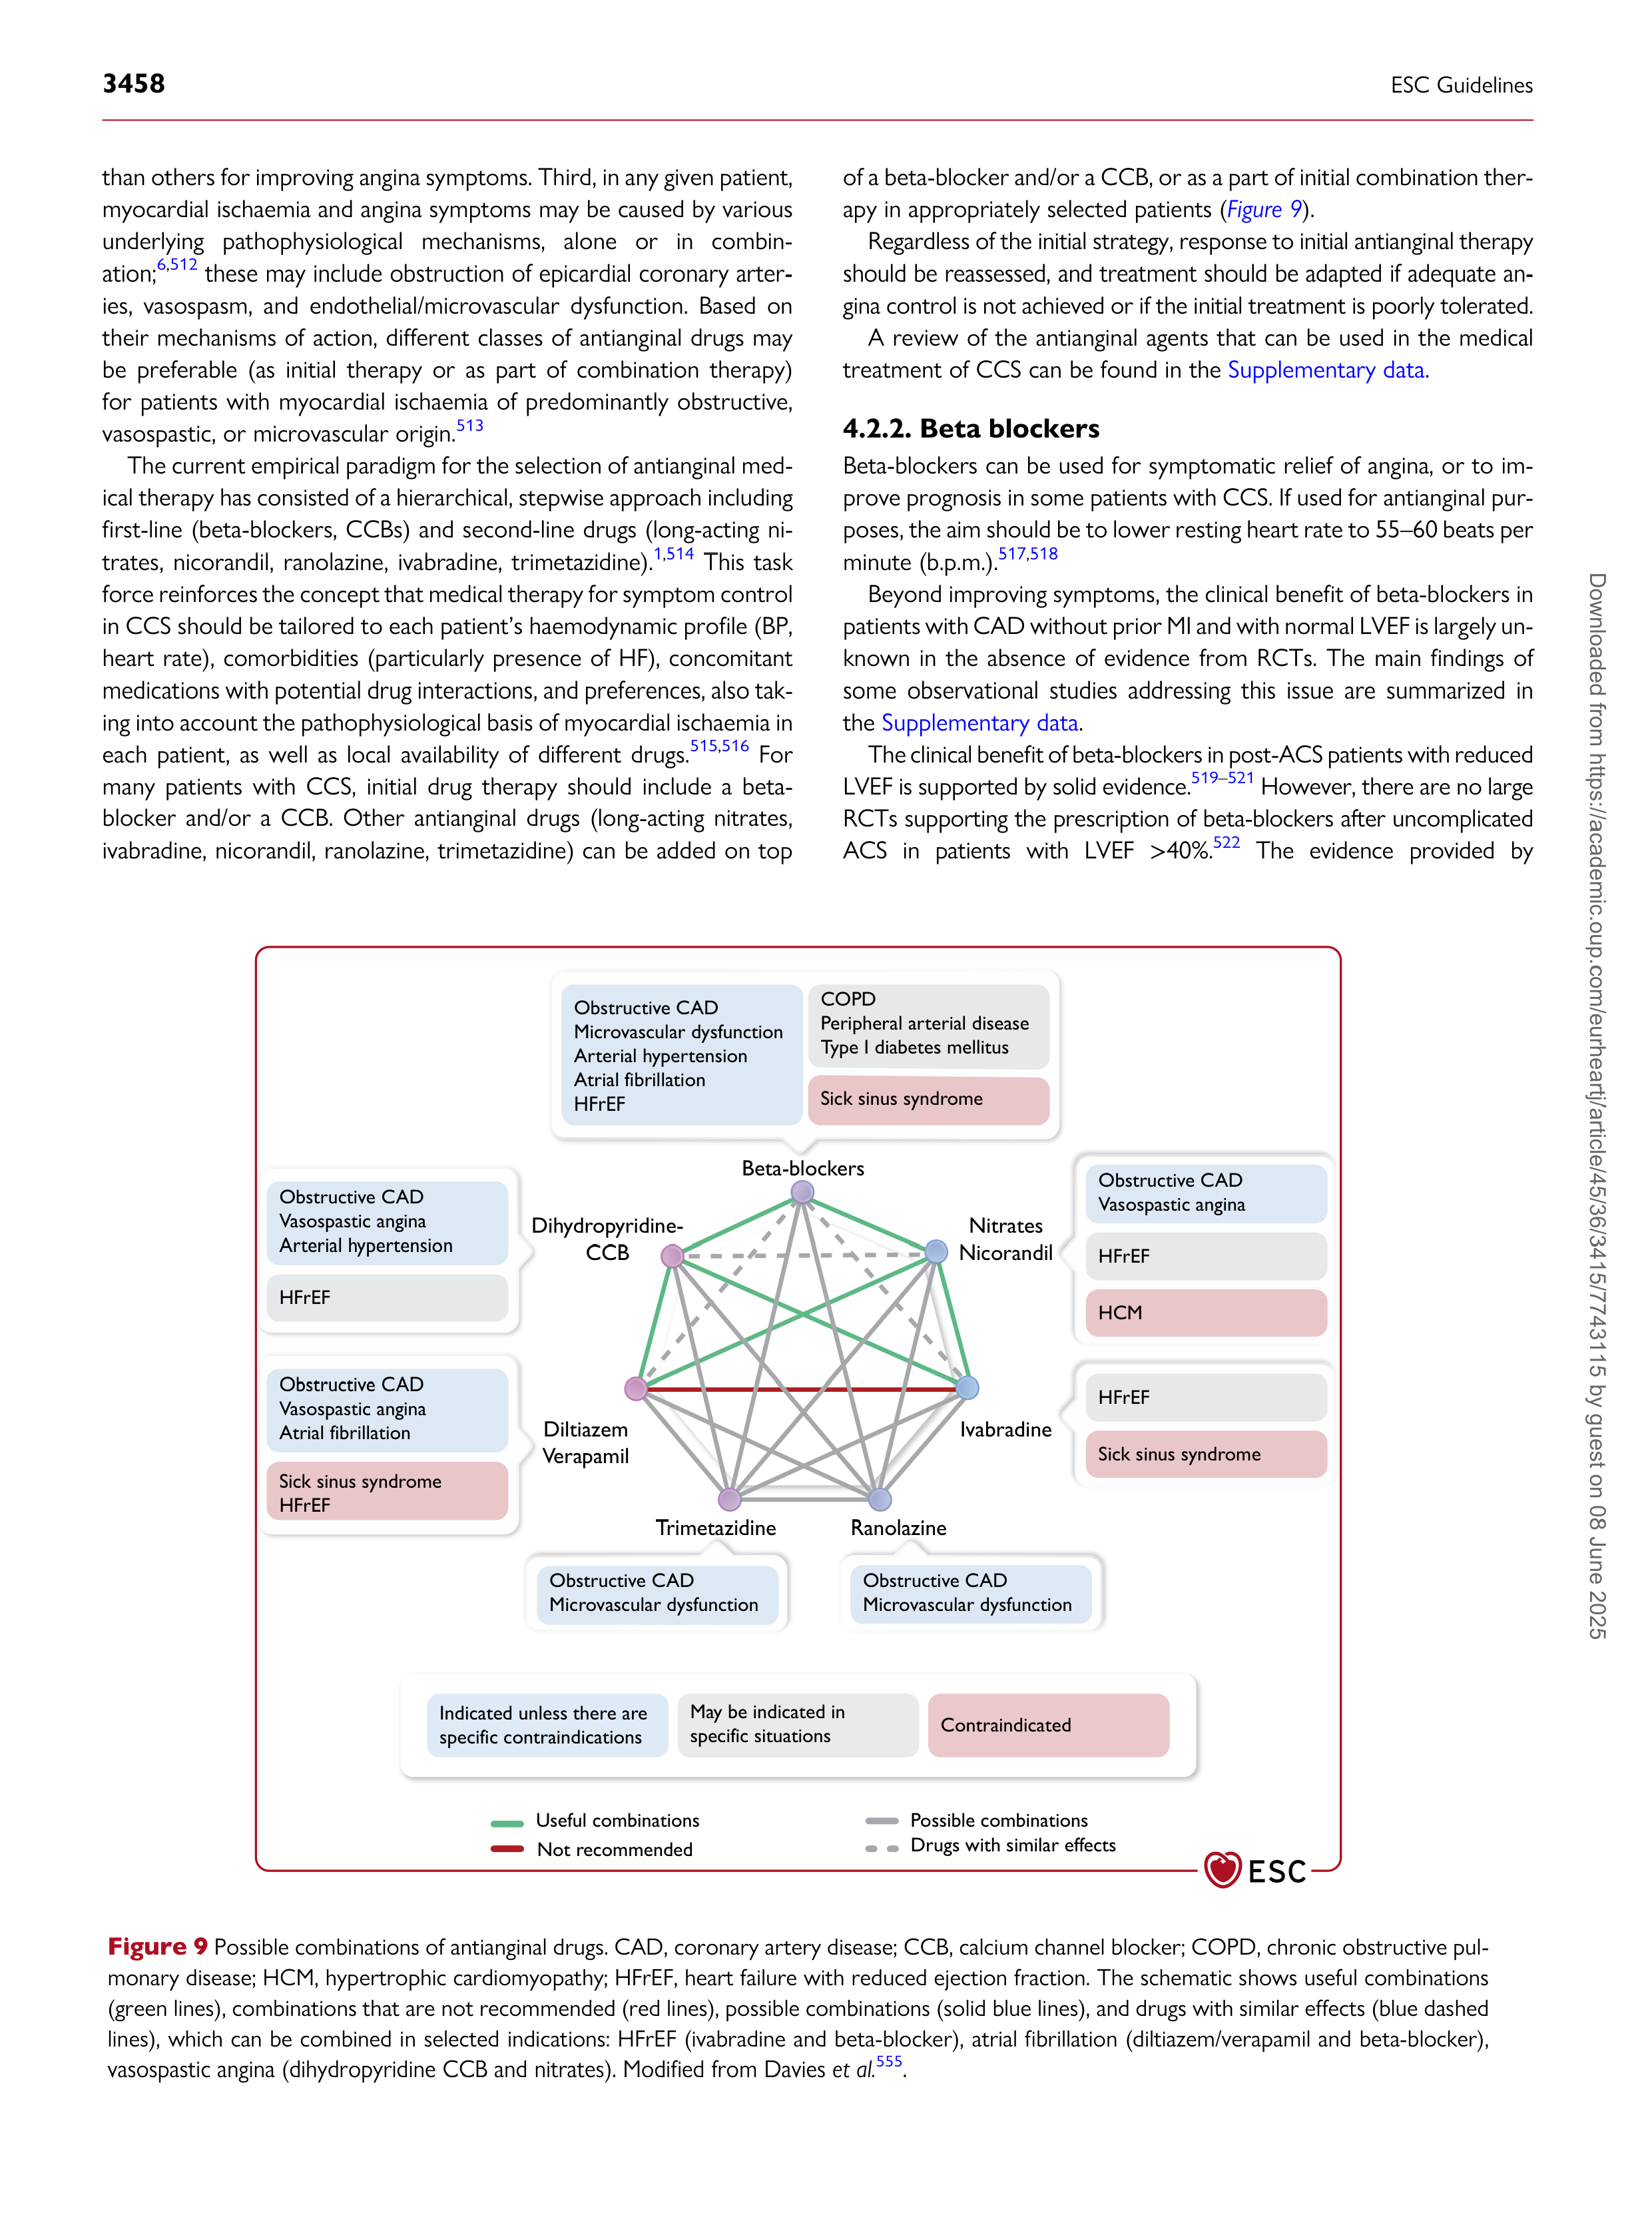 3458
ESC Guidelines
than others for improving angina symptoms. Third, in any given patient,
myocardial ischaemia and angina symptoms may be caused by various
underlying pathophysiological mechanisms, alone or in combin-
ation;6,512 these may include obstruction of epicardial coronary arter-
ies, vasospasm, and endothelial/microvascular dysfunction. Based on
their mechanisms of action, different classes of antianginal drugs may
be preferable (as initial therapy or as part of combination therapy)
for patients with myocardial ischaemia of predominantly obstructive,
vasospastic, or microvascular origin.513
The current empirical paradigm for the selection of antianginal med-
ical therapy has consisted of a hierarchical, stepwise approach including
first-line (beta-blockers, CCBs) and second-line drugs (long-acting ni-
trates, nicorandil, ranolazine, ivabradine, trimetazidine).1,514 This task
force reinforces the concept that medical therapy for symptom control
in CCS should be tailored to each patient's haemodynamic profile (BP,
heart rate), comorbidities (particularly presence of HF), concomitant
medications with potential drug interactions, and preferences, also tak-
ing into account the pathophysiological basis of myocardial ischaemia in
each patient, as well as local availability of different drugs.515,516 For
many patients with CCS, initial drug therapy should include a beta-
blocker and/or a CCB. Other antianginal drugs (long-acting nitrates,
ivabradine, nicorandil, ranolazine, trimetazidine) can be added on top
of a beta-blocker and/or a CCB, or as a part of initial combination ther-
apy in appropriately selected patients (Figure 9).
Regardless of the initial strategy, response to initial antianginal therapy
should be reassessed, and treatment should be adapted if adequate an-
gina control is not achieved or if the initial treatment is poorly tolerated.
A review of the antianginal agents that can be used in the medical
treatment of CCS can be found in the Supplementary data.
4.2.2. Beta blockers
Beta-blockers can be used for symptomatic relief of angina, or to im-
prove prognosis in some patients with CCS. If used for antianginal pur-
poses, the aim should be to lower resting heart rate to 55–60 beats per
minute (b.p.m.).517,518
Beyond improving symptoms, the clinical benefit of beta-blockers in
patients with CAD without prior MI and with normal LVEF is largely un-
known in the absence of evidence from RCTs. The main findings of
some observational studies addressing this issue are summarized in
the Supplementary data.
The clinical benefit of beta-blockers in post-ACS patients with reduced
LVEF is supported by solid evidence.519–521 However, there are no large
RCTs supporting the prescription of beta-blockers after uncomplicated
ACS in patients with LVEF >40%.522 The evidence provided by
Obstructive CAD
Microvascular dysfunction
Arterial hypertension
Atrial fibrillation
HFrEF
COPD
Peripheral arterial disease
Type I diabetes mellitus
Sick sinus syndrome
Beta-blockers
Obstructive CAD
Vasospastic angina
Arterial hypertension
HFrEF
Dihydropyridine-
CCB
Nitrates
Nicorandil
Obstructive CAD
Vasospastic angina
HFrEF
HCM
Obstructive CAD
Vasospastic angina
Atrial fibrillation
Sick sinus syndrome
HFrEF
Diltiazem
Verapamil
Ivabradine
HFrEF
Sick sinus syndrome
Trimetazidine
Ranolazine
Obstructive CAD
Microvascular dysfunction
Obstructive CAD
Microvascular dysfunction
Indicated unless there are
specific contraindications
May be indicated in
specific situations
Contraindicated
Useful combinations
Not recommended
Possible combinations
Drugs with similar effects
ESC
Figure 9 Possible combinations of antianginal drugs. CAD, coronary artery disease; CCB, calcium channel blocker; COPD, chronic obstructive pul-
monary disease; HCM, hypertrophic cardiomyopathy; HFrEF, heart failure with reduced ejection fraction. The schematic shows useful combinations
(green lines), combinations that are not recommended (red lines), possible combinations (solid blue lines), and drugs with similar effects (blue dashed
lines), which can be combined in selected indications: HFrEF (ivabradine and beta-blocker), atrial fibrillation (diltiazem/verapamil and beta-blocker),
vasospastic angina (dihydropyridine CCB and nitrates). Modified from Davies et al.555.
Downloaded from https://academic.oup.com/eurheartj/article/45/36/3415/7743115 by guest on 08 June 2025